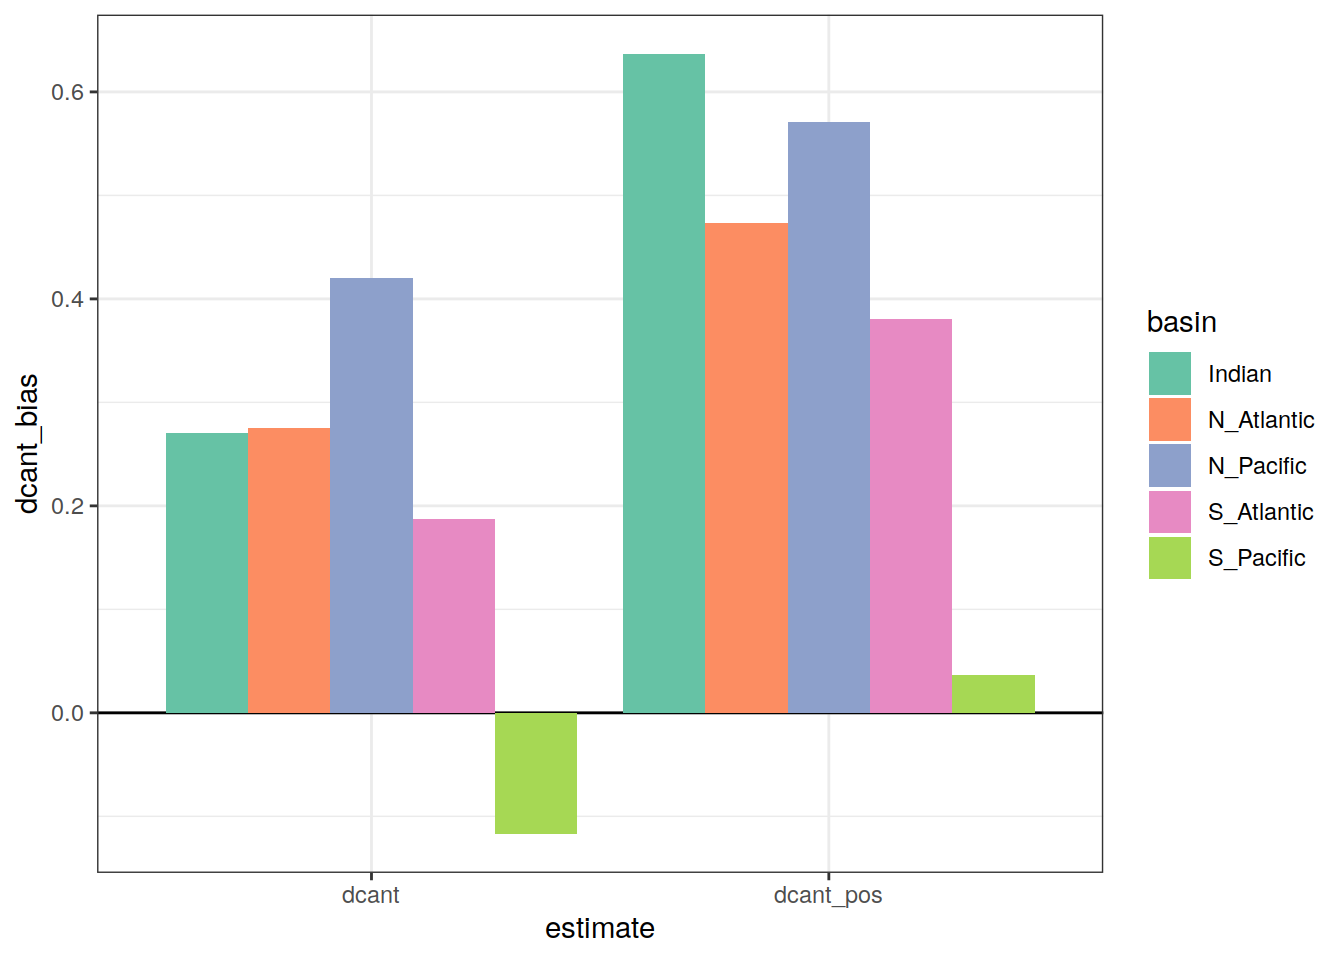 0.6
0.4
0.2
0.0
dcant_bias
dcant
dcant_pos
estimate
basin
Indian
N_Atlantic
N_Pacific
S_Atlantic
S_Pacific